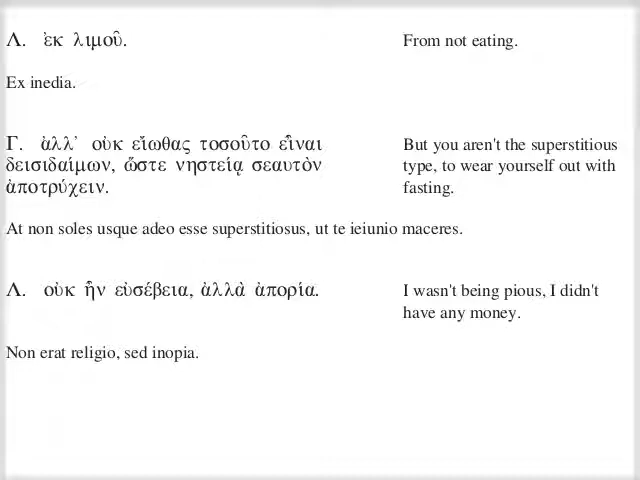 Λ. ἐκ λιμοῦ.
From not eating.
Ex inedia.
Γ. ἀλλ’ οὐκ εἴωθας τοσοῦτο εἶναι
δεισιδαίμων, ὥστε νηστείᾳ σεαυτὸν
ἀποτρύχειν.
But you aren't the superstitious
type, to wear yourself out with
fasting.
At non soles usque adeo esse superstitiosus, ut te ieiunio maceres.
Λ. οὐκ ἦν εὐσέβεια, ἀλλὰ ἀπορία.
I wasn't being pious, I didn't
have any money.
Non erat religio, sed inopia.